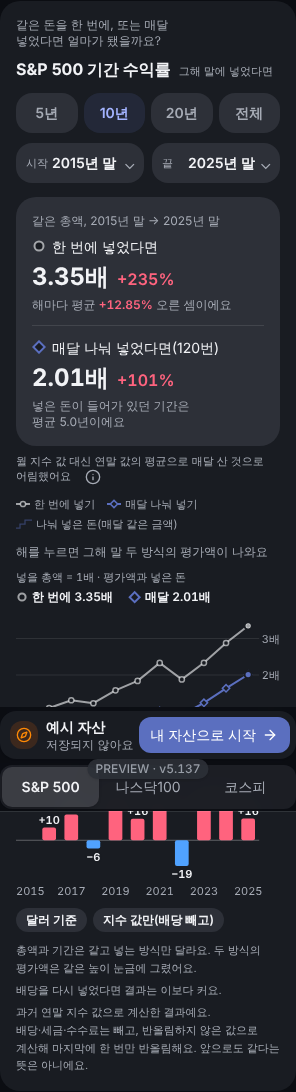 같은 돈을 한 번에, 또는 매달
넣었다면 얼마가 됐을까요?
S&P 500 기간 수익률 그해 말에 넣었다면
5년 10년 20년 전체
시작 2015년 말 끝 2025년 말
같은 총액, 2015년 말 → 2025년 말
한 번에 넣었다면
3.35배 +235%
해마다 평균 +12.85% 오른 셈이에요
매달 나눠 넣었다면(120번)
2.01배 +101%
넣은 돈이 들어가 있던 기간은
평균 5.0년이에요
월 지수 값 대신 연말 값의 평균으로 매달 산 것으로
어림했어요
한 번에 넣기 매달 나눠 넣기
나눠 넣은 돈(매달 같은 금액)
해를 누르면 그해 말 두 방식의 평가액이 나와요
넣을 총액 = 1배 · 평가액과 넣은 돈
한 번에 3.35배 매달 2.01배
3배
2배
예시 자산
저장되지 않아요
내 자산으로 시작 →
PREVIEW · v5.137
S&P 500 나스닥100 코스피
+10 +16 +16
−6
−19
2015 2017 2019 2021 2023 2025
달러 기준 지수 값만(배당 빼고)
총액과 기간은 같고 넣는 방식만 달라요. 두 방식의
평가액은 같은 높이 눈금에 그렸어요.
배당을 다시 넣었다면 결과는 이보다 커요.
과거 연말 지수 값으로 계산한 결과예요.
배당·세금·수수료는 빼고, 반올림하지 않은 값으로
계산해 마지막에 한 번만 반올림해요. 앞으로도 같다는
뜻은 아니에요.